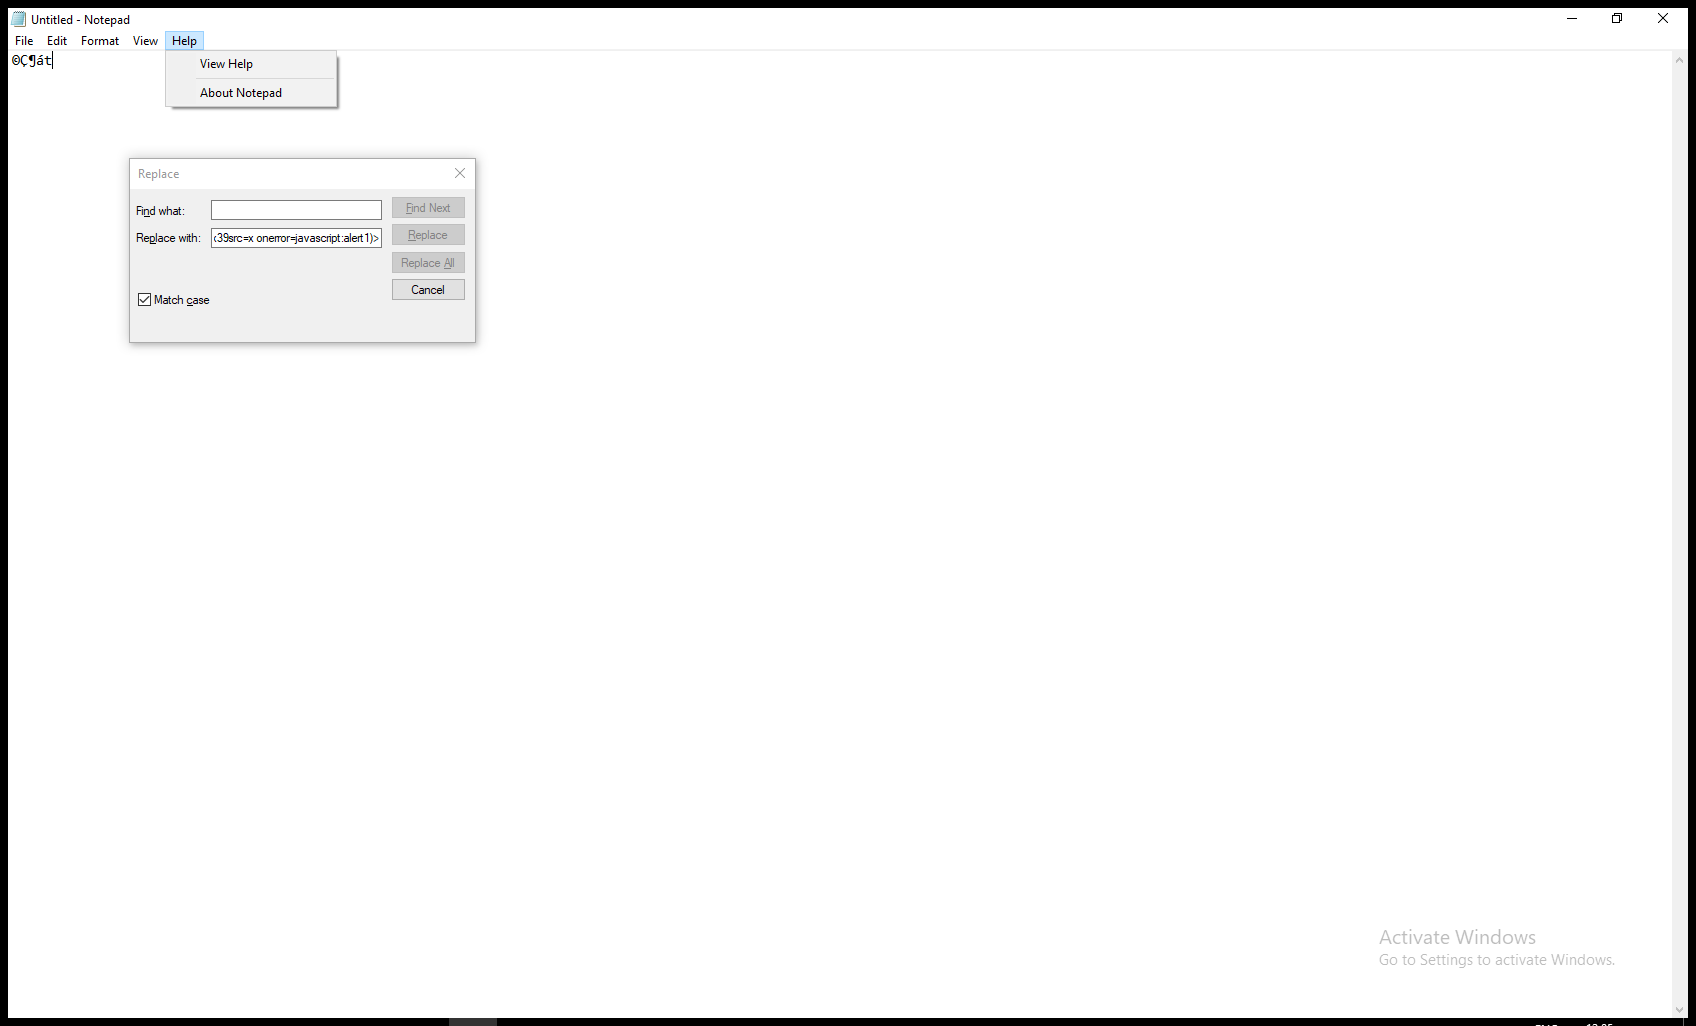 Untitled - Notepad
File Edit Format View Help
©Ç¶át
View Help
About Notepad
Replace
Find what:
Find Next
Replace with:
39src=x onerror=javascript:alert1)>
Replace
Replace All
Cancel
Match case
Activate Windows
Go to Settings to activate Windows.